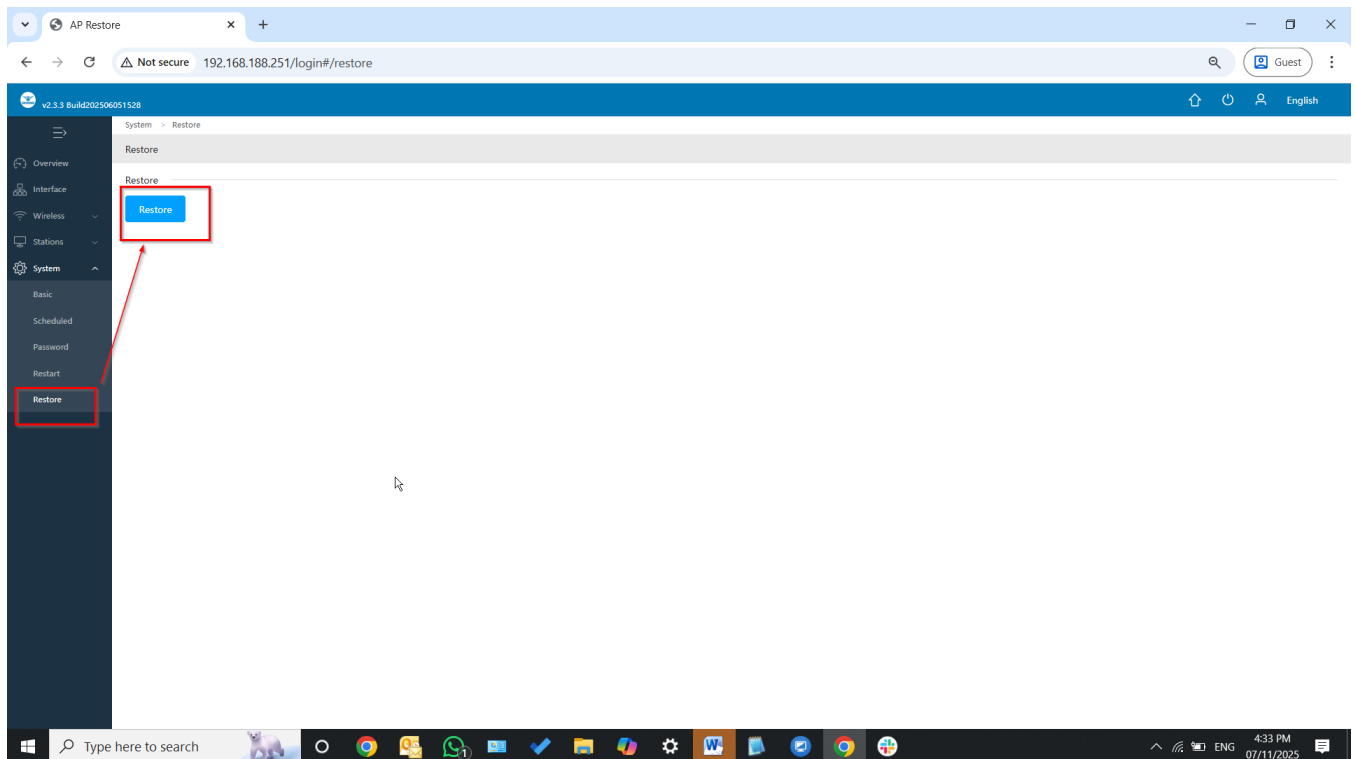 AP Restore
Not secure 192.168.188.251/login#/restore Guest
v2.3.3 Build202506051528 English
System > Restore
Restore
Overview
Restore
Interface
Restore
Wireless
Stations
System
Basic
Scheduled
Password
Restart
Restore
Type here to search
1
ENG
4:33 PM
07/11/2025